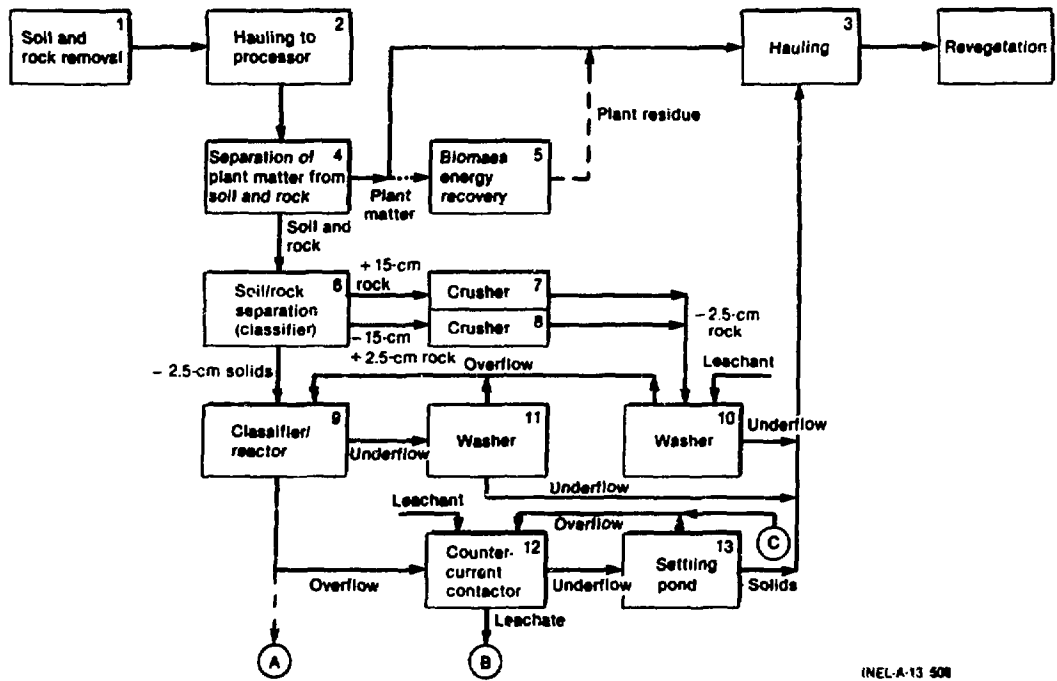 1
Soil and
rock removal
2
Hauling to
processor
3
Hauling
Revegetation
Plant residue
Separation of 4
plant matter from
soil and rock
Plant
matter
Biomass 5
energy
recovery
Soil and
rock
6
Soil/rock
separation
(classifier)
+ 15-cm
rock
Crusher 7
Crusher 8
- 15-cm
+ 2.5-cm rock
- 2.5-cm
rock
Leachant
- 2.5-cm solids
Overflow
9
Classifier/
reactor
Underflow
11
Washer
10
Washer
Underflow
Underflow
Leachant
Overflow
C
Counter- 12
current
contactor
Overflow
Underflow
13
Settling
pond
Solids
Leachate
A
B
INEL-A-13 508